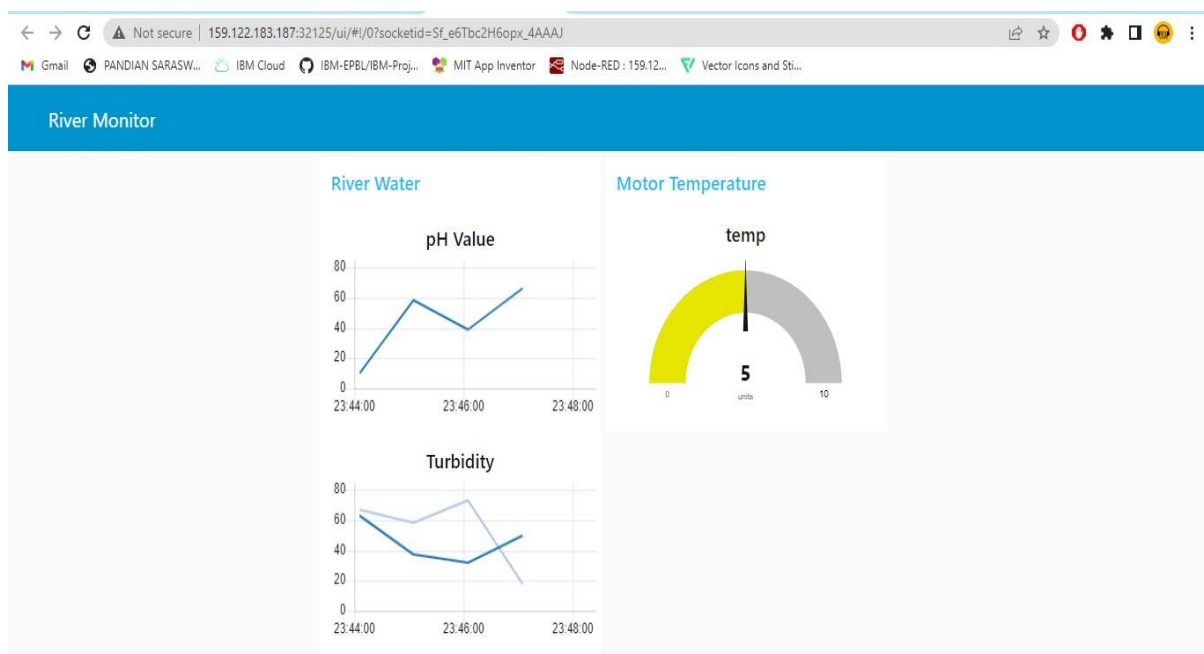 Not secure | 159.122.183.187:32125/ui/#!/0?socketid=Sf_e6Tbc2H6opx_4AAAJ
Gmail PANDIAN SARASW... IBM Cloud IBM-EPBL/IBM-Proj... MIT App Inventor Node-RED : 159.12... Vector Icons and Sti...
River Monitor
River Water
pH Value
80
60
40
20
0
23:44:00 23:46:00 23:48:00
Turbidity
80
60
40
20
0
23:44:00 23:46:00 23:48:00
Motor Temperature
temp
5
0 units 10